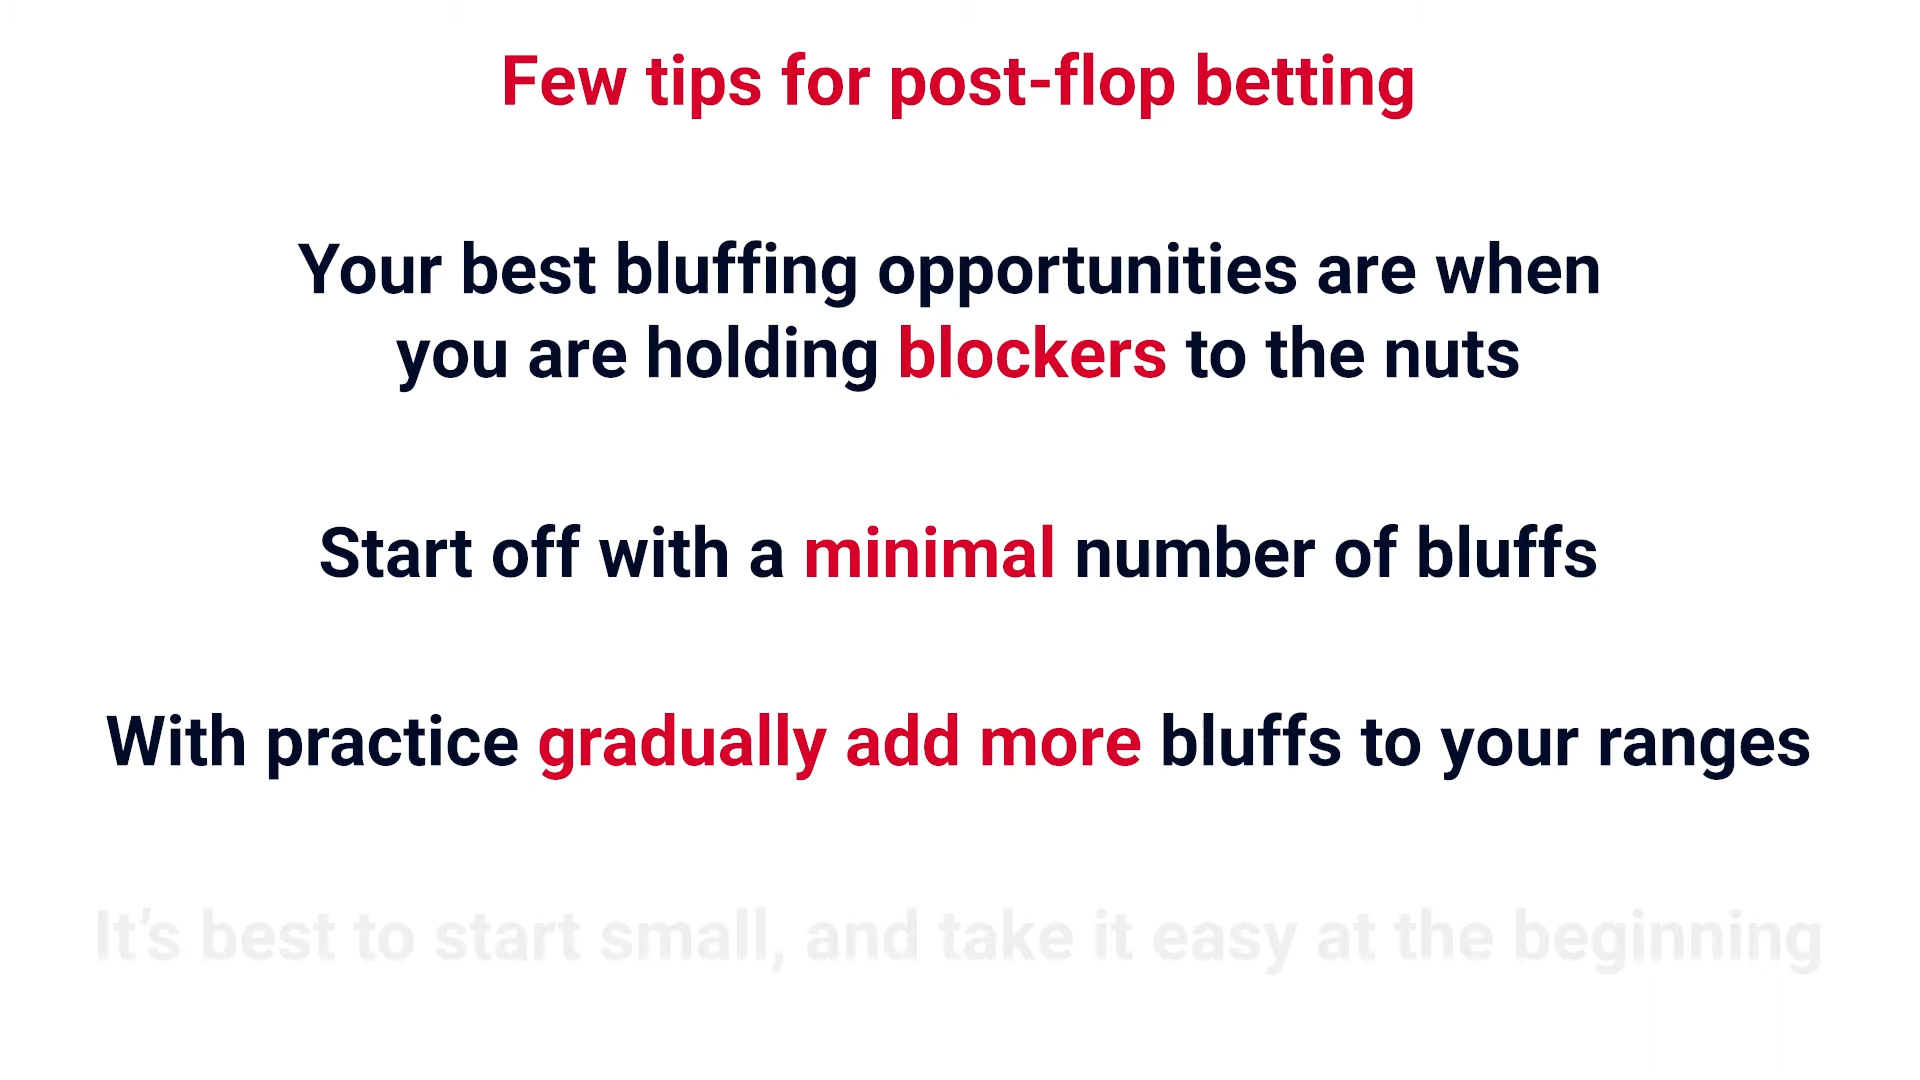 Few tips for post-flop betting
Your best bluffing opportunities are when
you are holding blockers to the nuts
Start off with a minimal number of bluffs
With practice gradually add more bluffs to your ranges
It’s best to start small, and take it easy at the beginning